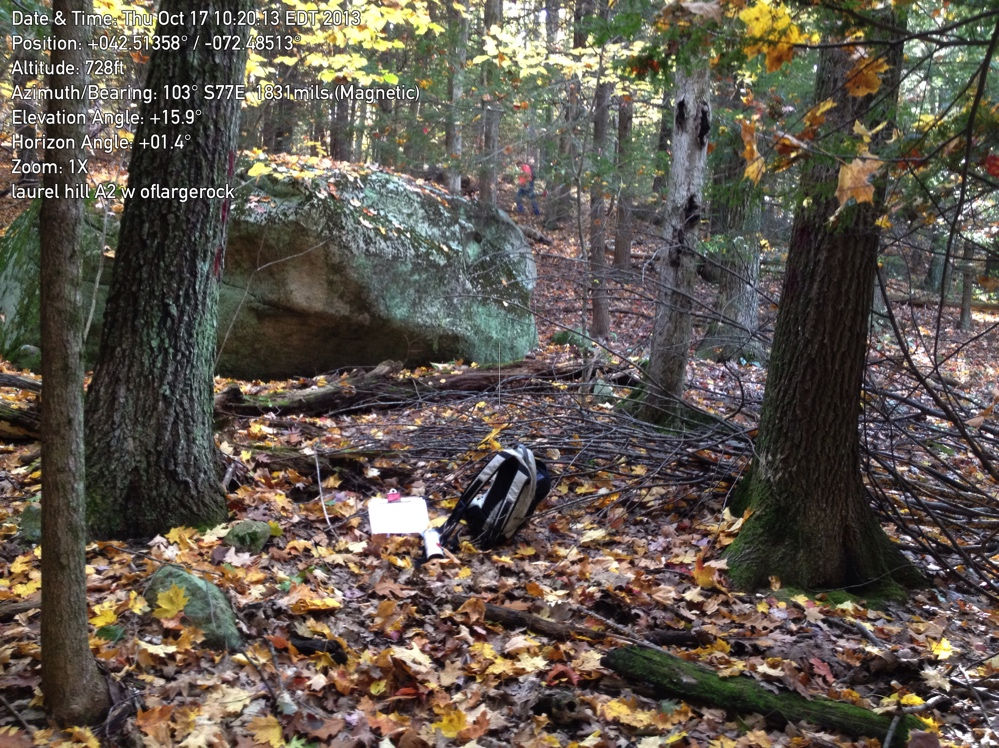 Date & Time: Thu Oct 17 10:20:13 EDT 2013
Position: +042.51358° / -072.48513°
Altitude: 728ft
Azimuth/Bearing: 103° S77E 1831mils (Magnetic)
Elevation Angle: +15.9°
Horizon Angle: +01.4°
Zoom: 1X
laurel hill A2 w oflargerock